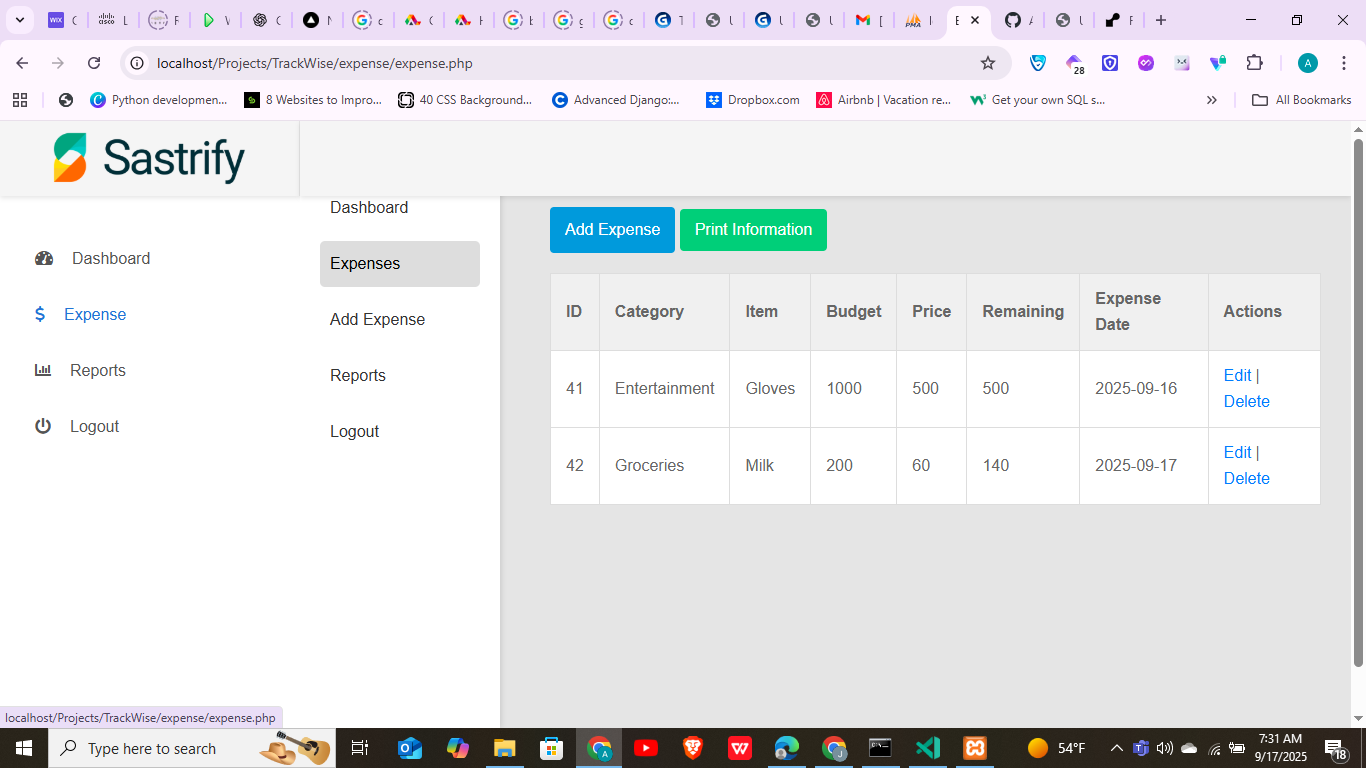 localhost/Projects/TrackWise/expense/expense.php
28
A
Python developmen...
8 Websites to Impro...
40 CSS Background...
Advanced Django:...
Dropbox.com
Airbnb | Vacation re...
Get your own SQL s...
All Bookmarks
Sastrify
Dashboard
Expense
Reports
Logout
Dashboard
Expenses
Add Expense
Reports
Logout
Add Expense
Print Information
ID Category Item Budget Price Remaining Expense Date Actions
41 Entertainment Gloves 1000 500 500 2025-09-16 Edit | Delete
42 Groceries Milk 200 60 140 2025-09-17 Edit | Delete
localhost/Projects/TrackWise/expense/expense.php
Type here to search
54°F
7:31 AM
9/17/2025
18